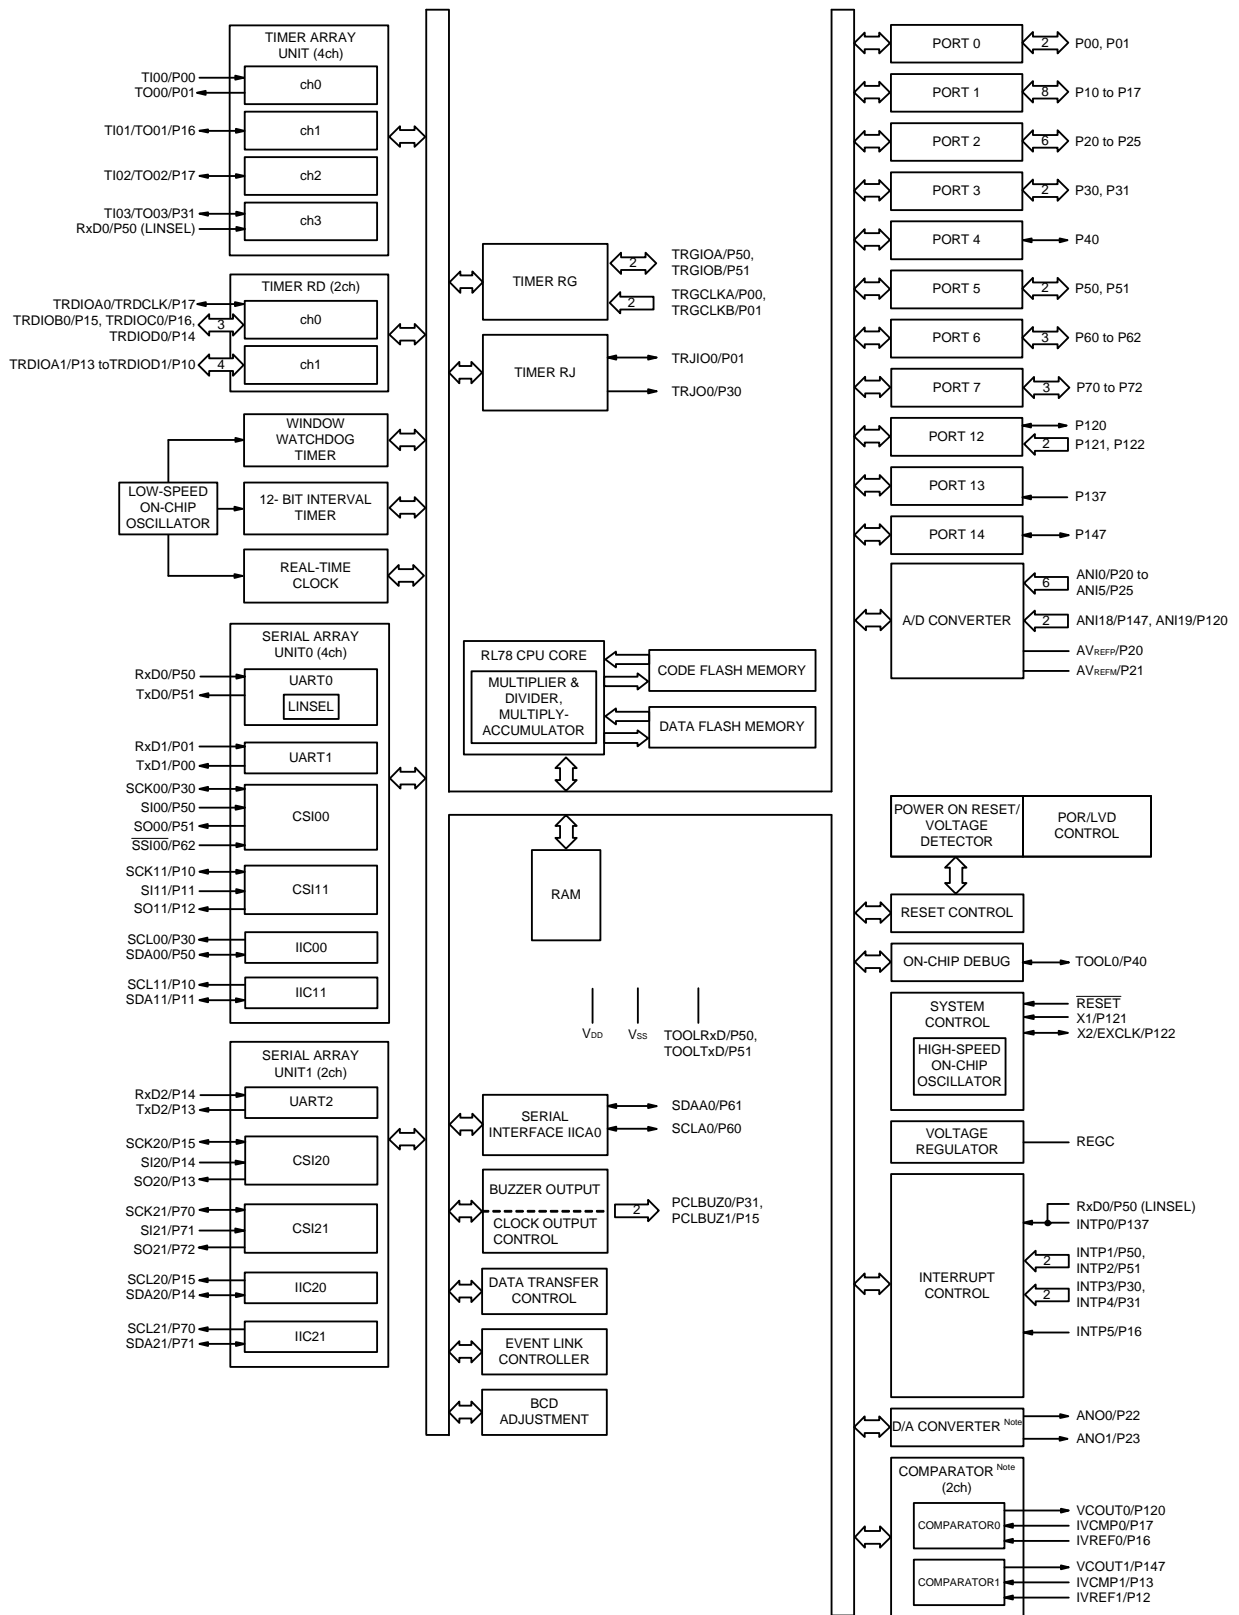 TIMER ARRAY
UNIT (4ch)
TI00/P00
TO00/P01
ch0
TI01/TO01/P16
ch1
TI02/TO02/P17
ch2
TI03/TO03/P31
RxD0/P50 (LINSEL)
ch3
TIMER RD (2ch)
TRDIOA0/TRDCLK/P17
TRDIOB0/P15, TRDIOC0/P16,
TRDIOD0/P14
3
ch0
TRDIOA1/P13 toTRDIOD1/P10
4
ch1
WINDOW
WATCHDOG
TIMER
LOW-SPEED
ON-CHIP
OSCILLATOR
12- BIT INTERVAL
TIMER
REAL-TIME
CLOCK
SERIAL ARRAY
UNIT0 (4ch)
RxD0/P50
TxD0/P51
UART0
LINSEL
RxD1/P01
TxD1/P00
UART1
SCK00/P30
SI00/P50
SO00/P51
SSI00/P62
CSI00
SCK11/P10
SI11/P11
SO11/P12
CSI11
SCL00/P30
SDA00/P50
IIC00
SCL11/P10
SDA11/P11
IIC11
SERIAL ARRAY
UNIT1 (2ch)
RxD2/P14
TxD2/P13
UART2
SCK20/P15
SI20/P14
SO20/P13
CSI20
SCK21/P70
SI21/P71
SO21/P72
CSI21
SCL20/P15
SDA20/P14
IIC20
SCL21/P70
SDA21/P71
IIC21
TIMER RG
2
TRGIOA/P50,
TRGIOB/P51
2
TRGCLKA/P00,
TRGCLKB/P01
TIMER RJ
TRJIO0/P01
TRJO0/P30
RL78 CPU CORE
MULTIPLIER &
DIVIDER,
MULTIPLY-
ACCUMULATOR
CODE FLASH MEMORY
DATA FLASH MEMORY
RAM
VDD
VSS
TOOLRxD/P50,
TOOLTxD/P51
SERIAL
INTERFACE IICA0
SDAA0/P61
SCLA0/P60
BUZZER OUTPUT
CLOCK OUTPUT
CONTROL
2
PCLBUZ0/P31,
PCLBUZ1/P15
DATA TRANSFER
CONTROL
EVENT LINK
CONTROLLER
BCD
ADJUSTMENT
PORT 0
2
P00, P01
PORT 1
8
P10 to P17
PORT 2
6
P20 to P25
PORT 3
2
P30, P31
PORT 4
P40
PORT 5
2
P50, P51
PORT 6
3
P60 to P62
PORT 7
3
P70 to P72
PORT 12
P120
2
P121, P122
PORT 13
P137
PORT 14
P147
A/D CONVERTER
6
ANI0/P20 to
ANI5/P25
2
ANI18/P147, ANI19/P120
AVREFP/P20
AVREFM/P21
POWER ON RESET/
VOLTAGE
DETECTOR
POR/LVD
CONTROL
RESET CONTROL
ON-CHIP DEBUG
TOOL0/P40
SYSTEM
CONTROL
HIGH-SPEED
ON-CHIP
OSCILLATOR
RESET
X1/P121
X2/EXCLK/P122
VOLTAGE
REGULATOR
REGC
INTERRUPT
CONTROL
RxD0/P50 (LINSEL)
INTP0/P137
2
INTP1/P50,
INTP2/P51
2
INTP3/P30,
INTP4/P31
INTP5/P16
D/A CONVERTER Note
ANO0/P22
ANO1/P23
COMPARATOR Note
(2ch)
COMPARATOR0
VCOUT0/P120
IVCMP0/P17
IVREF0/P16
COMPARATOR1
VCOUT1/P147
IVCMP1/P13
IVREF1/P12